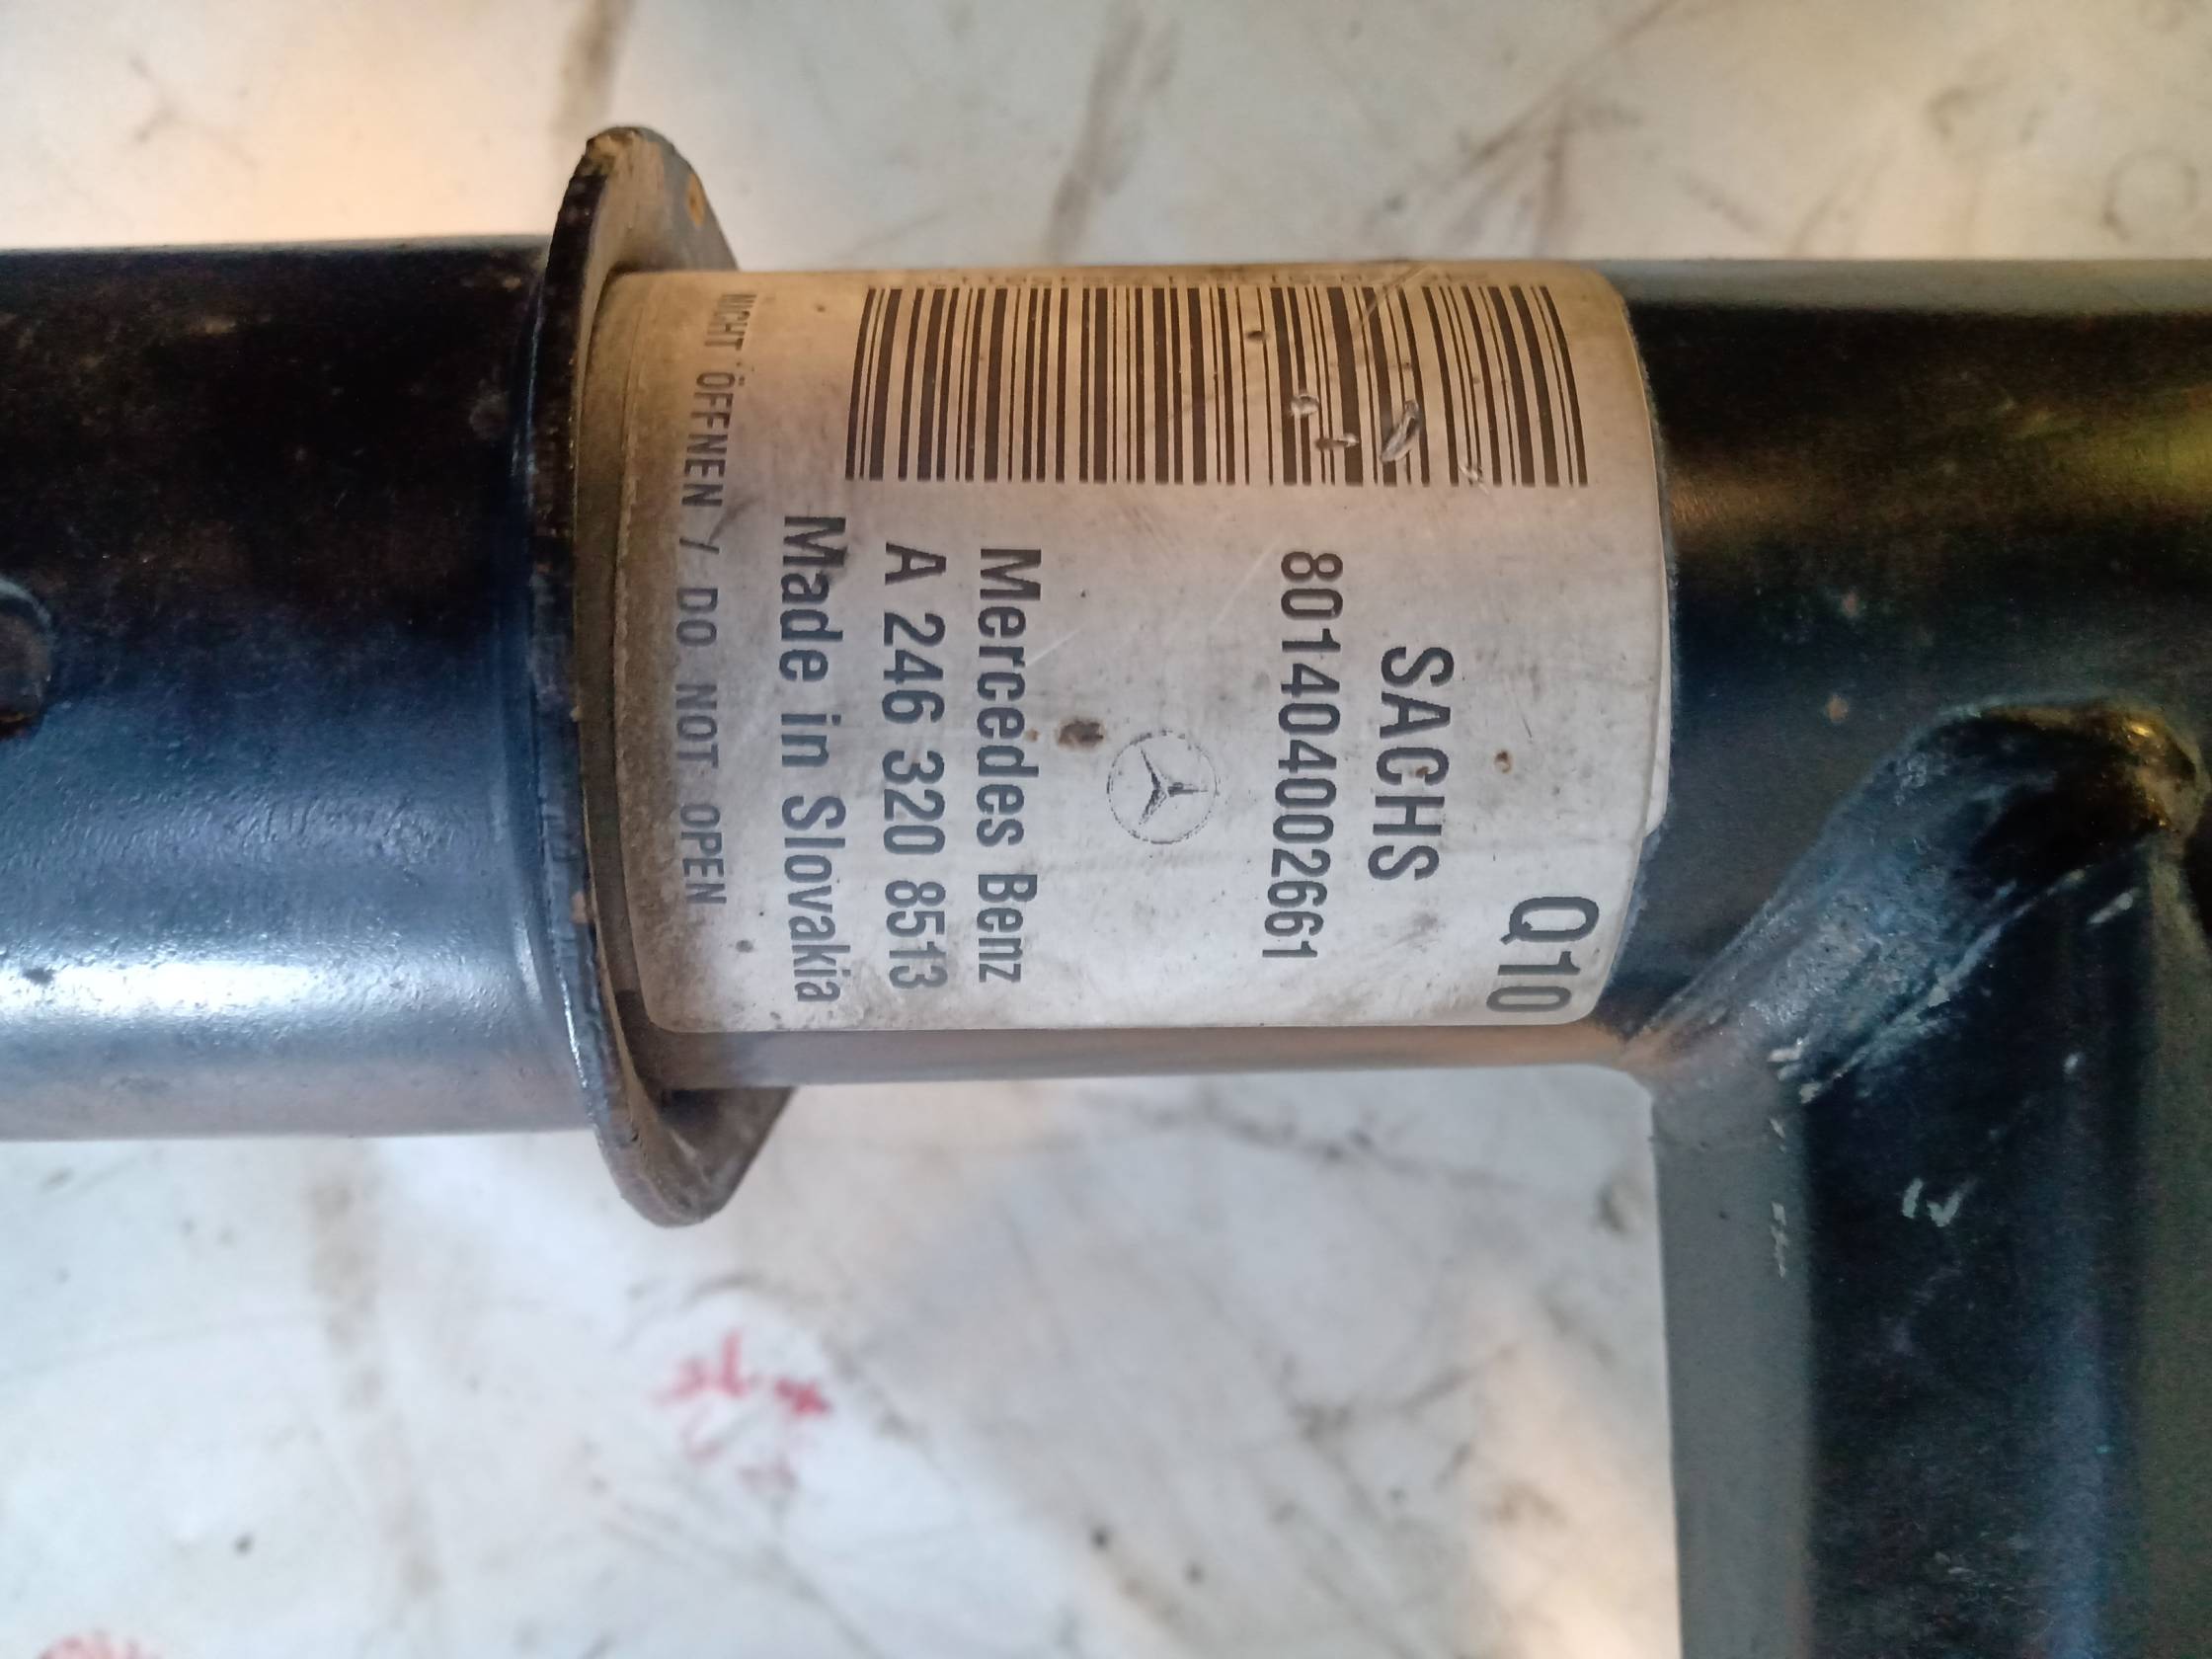 Q10
SACHS
801404002661
Mercedes Benz
A 246 320 8513
Made in Slovakia
NICHT ÖFFNEN / DO NOT OPEN